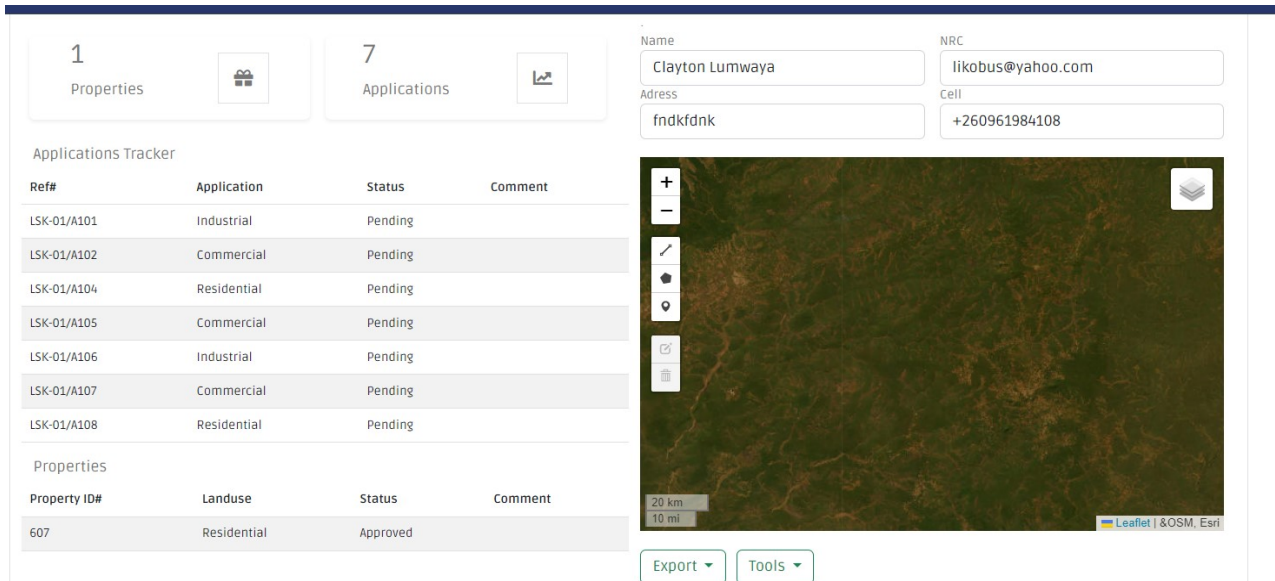 1
Properties
7
Applications
Applications Tracker
Ref# Application Status Comment
LSK-01/A101 Industrial Pending
LSK-01/A102 Commercial Pending
LSK-01/A104 Residential Pending
LSK-01/A105 Commercial Pending
LSK-01/A106 Industrial Pending
LSK-01/A107 Commercial Pending
LSK-01/A108 Residential Pending
Properties
Property ID# Landuse Status Comment
607 Residential Approved
Name NRC
Clayton Lumwaya likobus@yahoo.com
Adress Cell
fndkfdnk +260961984108
+
−
20 km
10 mi
Leaflet | &OSM, Esri
Export Tools